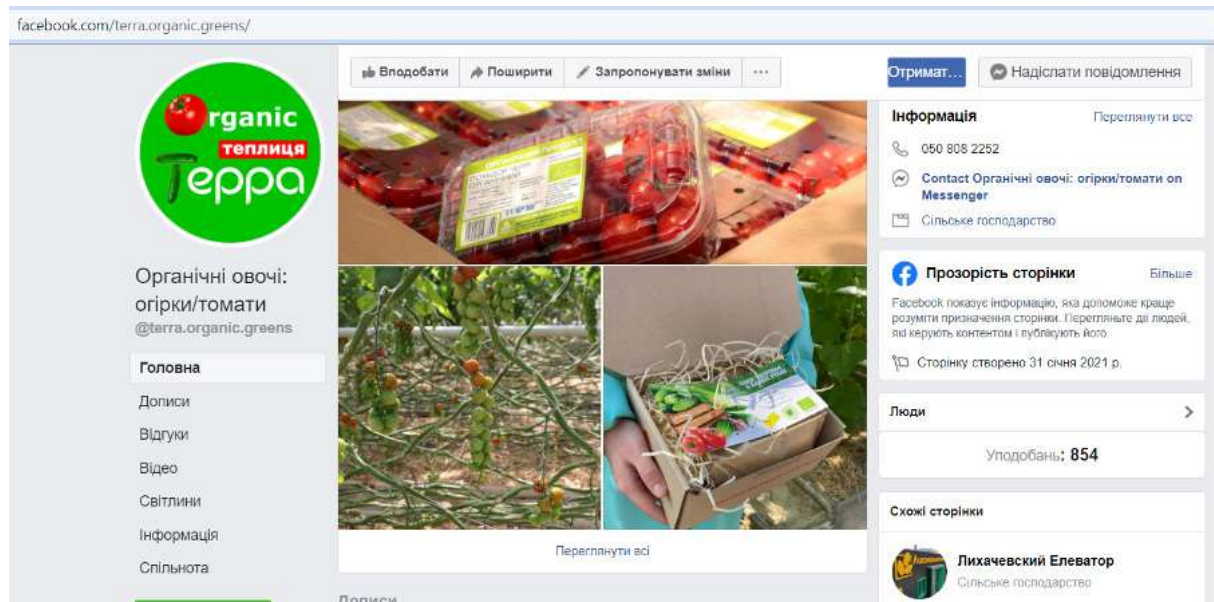 facebook.com/terra.organic.greens/
Organic
теплиця
Терра
Органічні овочі:
огірки/томати
@terra.organic.greens
Головна
Дописи
Відгуки
Відео
Світлини
Інформація
Спільнота
Вподобати
Поширити
Запропонувати зміни
...
Отримат...
Надіслати повідомлення
Переглянути всі
Дописи
Інформація
Переглянути все
050 808 2252
Contact Органічні овочі: огірки/томати on
Messenger
Сільське господарство
Прозорість сторінки
Більше
Facebook показує інформацію, яка допоможе краще
розуміти призначення сторінки. Перегляньте дії людей,
які керують контентом і публікують його.
Сторінку створено 31 січня 2021 р.
Люди
Уподобань: 854
Схожі сторінки
Лихачевский Елеватор
Сільське господарство